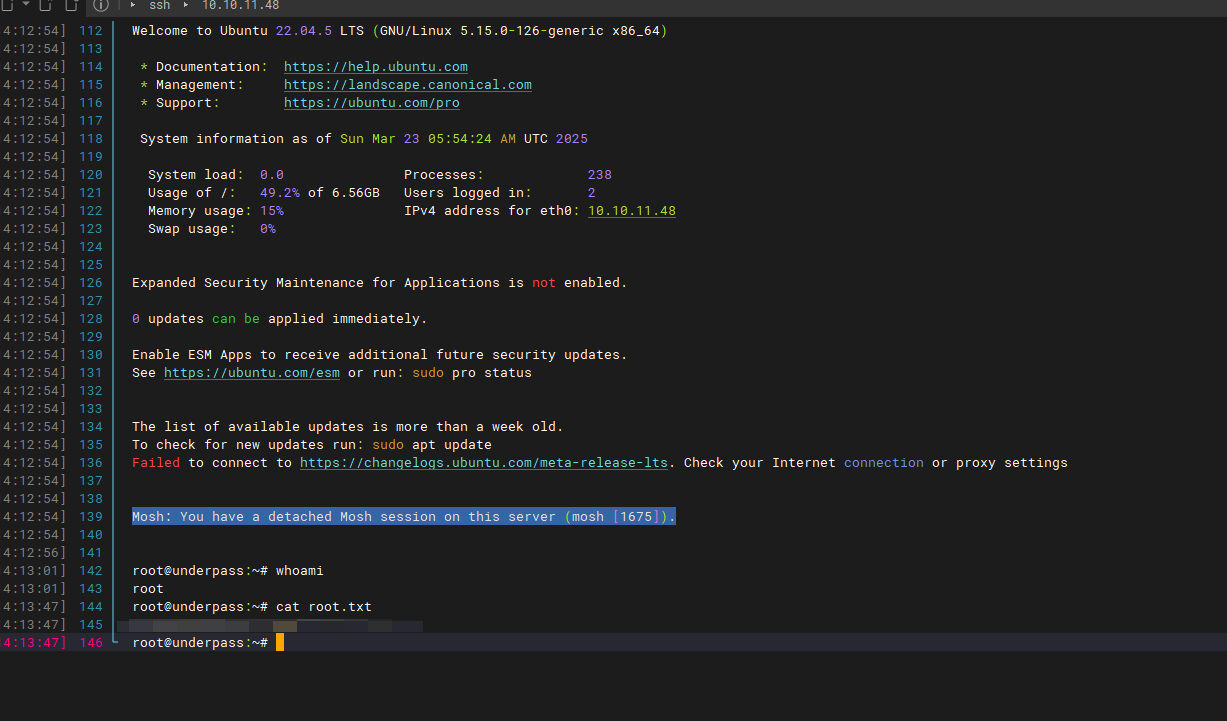 ssh 10.10.11.48
4:12:54] 112 Welcome to Ubuntu 22.04.5 LTS (GNU/Linux 5.15.0-126-generic x86_64)
4:12:54] 113
4:12:54] 114 * Documentation: https://help.ubuntu.com
4:12:54] 115 * Management: https://landscape.canonical.com
4:12:54] 116 * Support: https://ubuntu.com/pro
4:12:54] 117
4:12:54] 118 System information as of Sun Mar 23 05:54:24 AM UTC 2025
4:12:54] 119
4:12:54] 120 System load: 0.0 Processes: 238
4:12:54] 121 Usage of /: 49.2% of 6.56GB Users logged in: 2
4:12:54] 122 Memory usage: 15% IPv4 address for eth0: 10.10.11.48
4:12:54] 123 Swap usage: 0%
4:12:54] 124
4:12:54] 125
4:12:54] 126 Expanded Security Maintenance for Applications is not enabled.
4:12:54] 127
4:12:54] 128 0 updates can be applied immediately.
4:12:54] 129
4:12:54] 130 Enable ESM Apps to receive additional future security updates.
4:12:54] 131 See https://ubuntu.com/esm or run: sudo pro status
4:12:54] 132
4:12:54] 133
4:12:54] 134 The list of available updates is more than a week old.
4:12:54] 135 To check for new updates run: sudo apt update
4:12:54] 136 Failed to connect to https://changelogs.ubuntu.com/meta-release-lts. Check your Internet connection or proxy settings
4:12:54] 137
4:12:54] 138
4:12:54] 139 Mosh: You have a detached Mosh session on this server (mosh [1675]).
4:12:54] 140
4:12:56] 141
4:13:01] 142 root@underpass:~# whoami
4:13:01] 143 root
4:13:47] 144 root@underpass:~# cat root.txt
4:13:47] 145
4:13:47] 146 root@underpass:~#